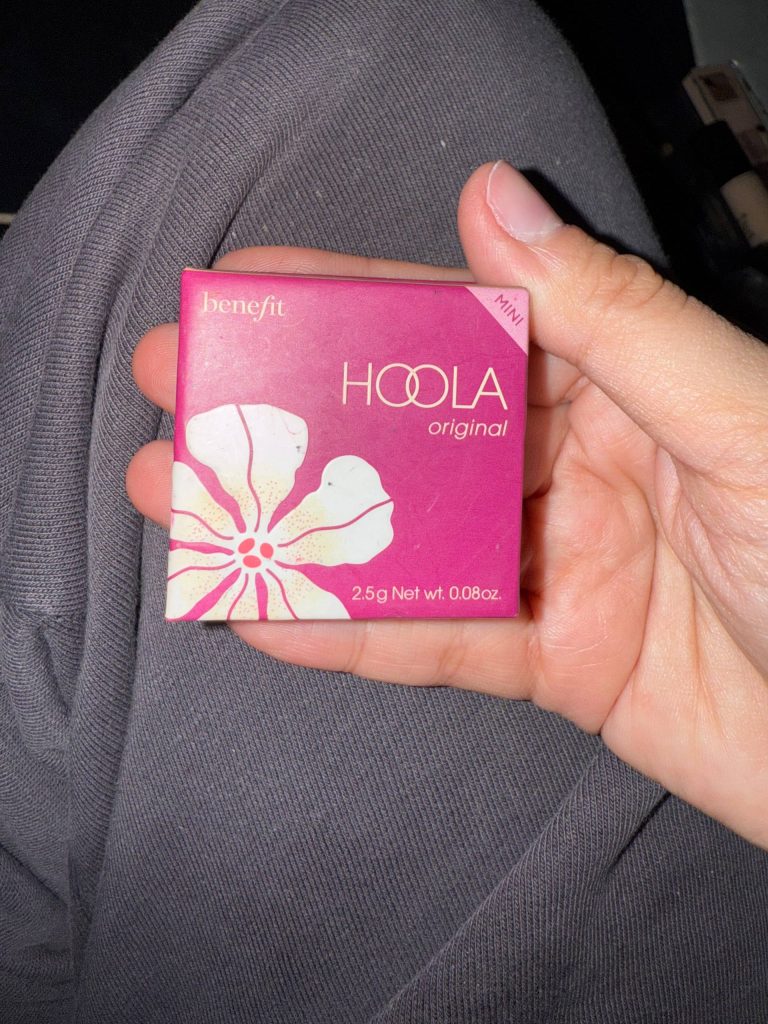 benefit
MINI
HOOLA
original
2.5g Net wt. 0.08oz.